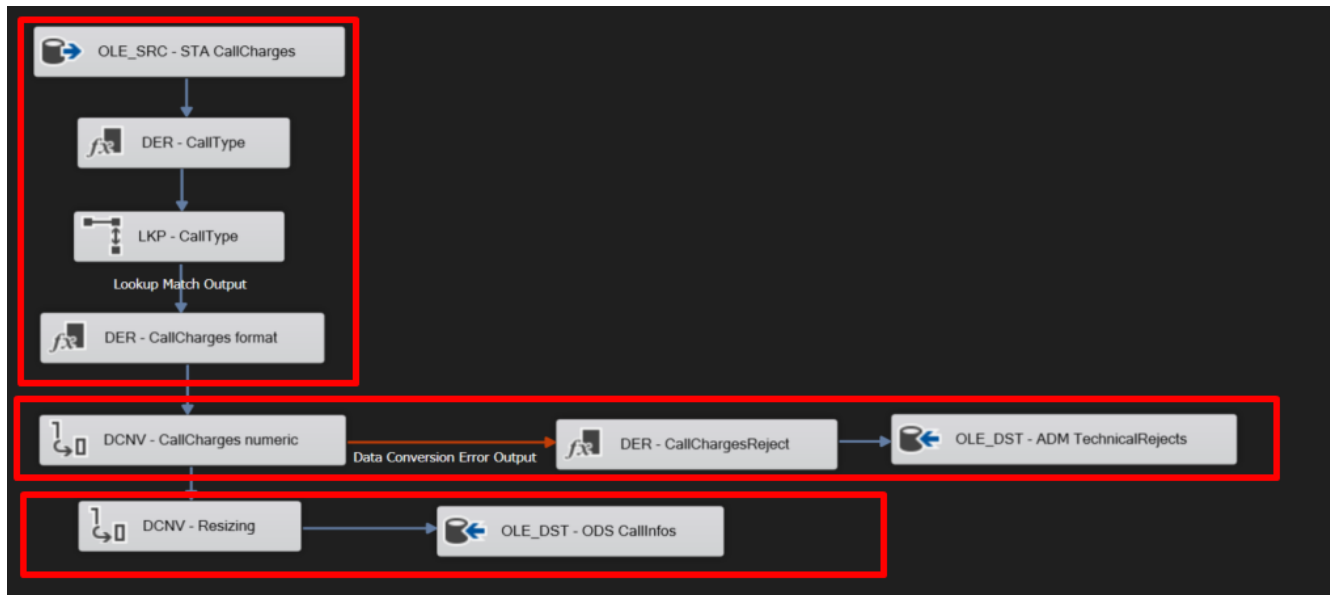 OLE_SRC - STA CallCharges
DER - CallType
LKP - CallType
Lookup Match Output
DER - CallCharges format
DCNV - CallCharges numeric
Data Conversion Error Output
DER - CallChargesReject
OLE_DST - ADM TechnicalRejects
DCNV - Resizing
OLE_DST - ODS CallInfos